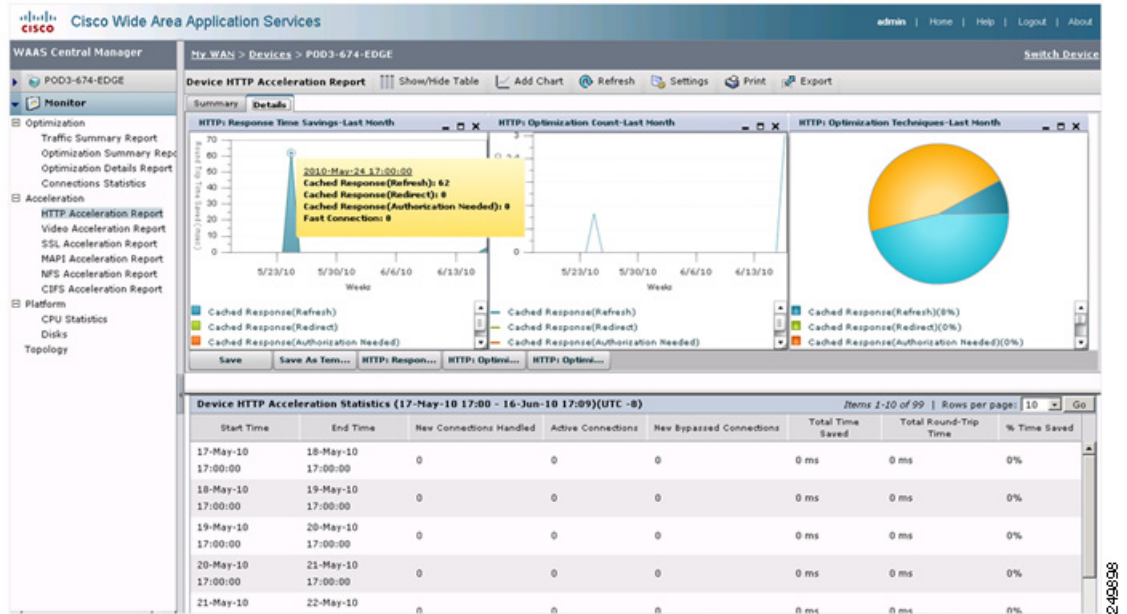 CISCO
Cisco Wide Area Application Services
admin | Home | Help | Logout | About
WAAS Central Manager
My WAN > Devices > POD3-674-EDGE
Switch Device
POD3-674-EDGE
Monitor
Optimization
Traffic Summary Report
Optimization Summary Repo
Optimization Details Report
Connections Statistics
Acceleration
HTTP Acceleration Report
Video Acceleration Report
SSL Acceleration Report
MAPI Acceleration Report
NFS Acceleration Report
CIFS Acceleration Report
Platform
CPU Statistics
Disks
Topology
Device HTTP Acceleration Report Show/Hide Table Add Chart Refresh Settings Print Export
Summary Details
HTTP: Response Time Savings-Last Month
Round Trip Time Saved(msec)
70
60
50
40
30
20
10
0
2010-May-24 17:00:00
Cached Response(Refresh): 62
Cached Response(Redirect): 0
Cached Response(Authorization Needed): 0
Fast Connection: 0
5/23/10 5/30/10 6/6/10 6/13/10
Weeks
Cached Response(Refresh)
Cached Response(Redirect)
Cached Response(Authorization Needed)
HTTP: Optimization Count-Last Month
3
0
5/23/10 5/30/10 6/6/10 6/13/10
Weeks
Cached Response(Refresh)
Cached Response(Redirect)
Cached Response(Authorization Needed)
HTTP: Optimization Techniques-Last Month
Cached Response(Refresh)(8%)
Cached Response(Redirect)(0%)
Cached Response(Authorization Needed)(0%)
Save Save As Tem... HTTP: Respon... HTTP: Optimi... HTTP: Optimi...
Device HTTP Acceleration Statistics (17-May-10 17:00 - 16-Jun-10 17:09)(UTC -8)
Items 1-10 of 99 | Rows per page: 10 Go
Start Time End Time New Connections Handled Active Connections New Bypassed Connections Total Time Saved Total Round-Trip Time % Time Saved
17-May-10 17:00:00 18-May-10 17:00:00 0 0 0 0 ms 0 ms 0%
18-May-10 17:00:00 19-May-10 17:00:00 0 0 0 0 ms 0 ms 0%
19-May-10 17:00:00 20-May-10 17:00:00 0 0 0 0 ms 0 ms 0%
20-May-10 17:00:00 21-May-10 17:00:00 0 0 0 0 ms 0 ms 0%
21-May-10 22-May-10 0 0 0 0 ms 0 ms 0%
249898